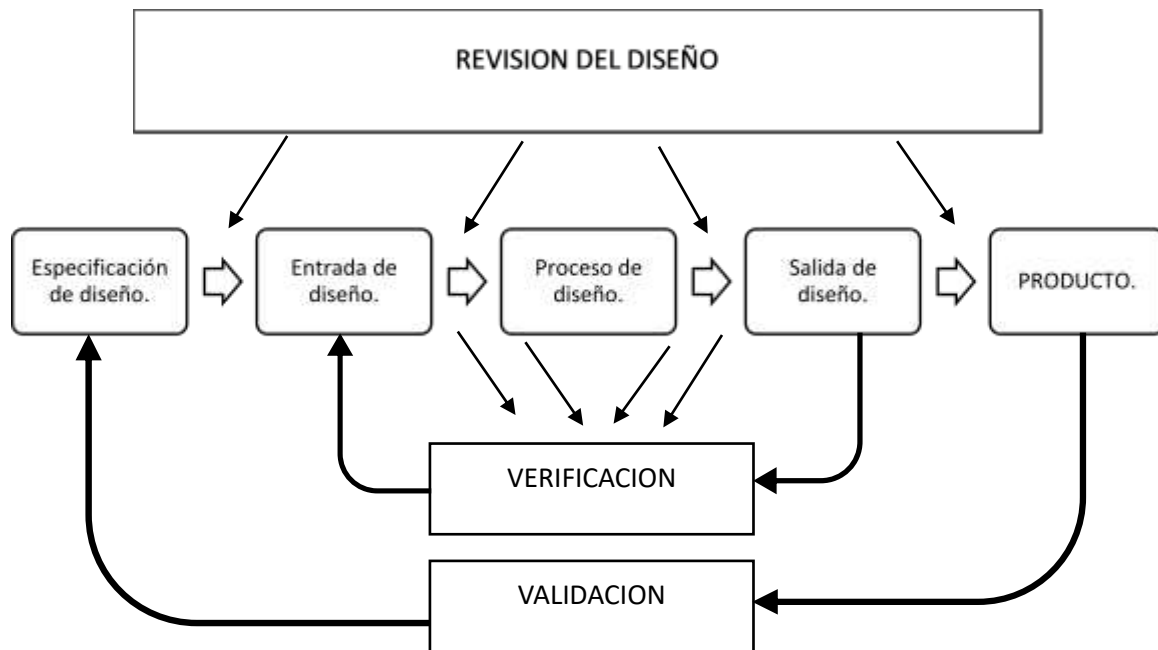 REVISION DEL DISEÑO
Especificación
de diseño.
Entrada de
diseño.
Proceso de
diseño.
Salida de
diseño.
PRODUCTO.
VERIFICACION
VALIDACION